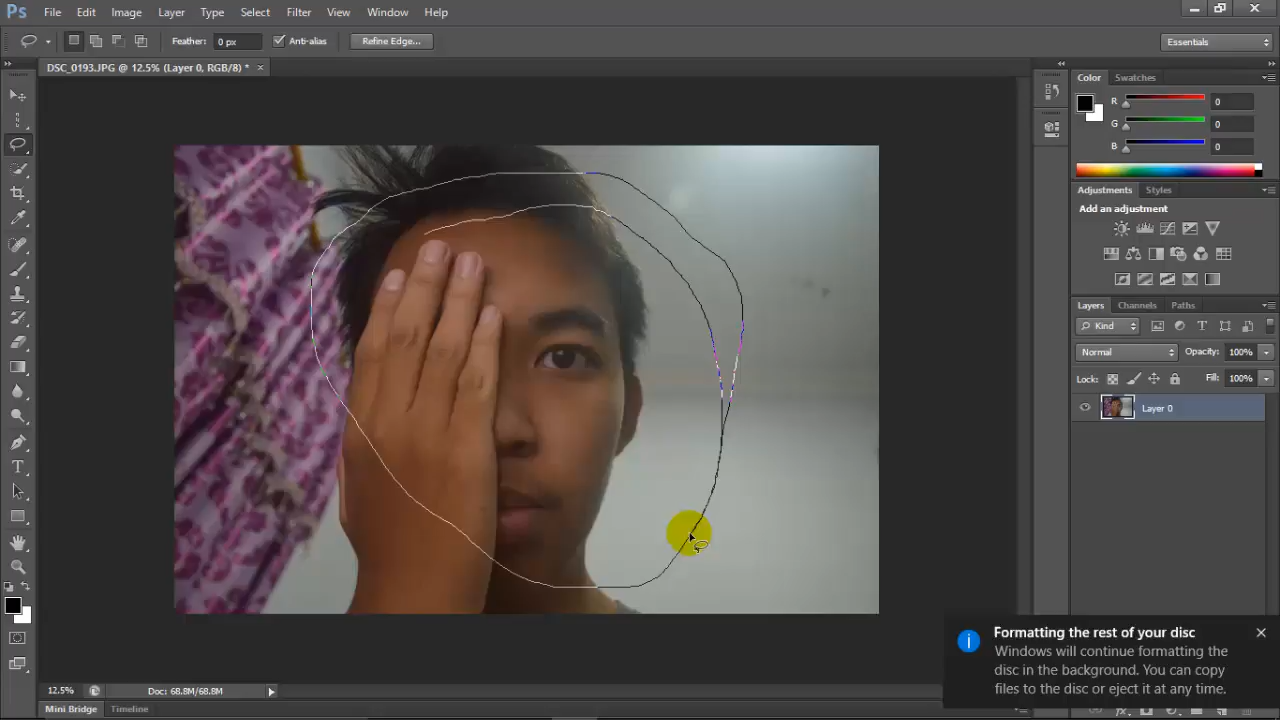 Ps File Edit Image Layer Type Select Filter View Window Help
Feather: 0 px Anti-alias Refine Edge... Essentials
DSC_0193.JPG @ 12.5% (Layer 0, RGB/8) *
Color Swatches
R 0
G 0
B 0
Adjustments Styles
Add an adjustment
Layers Channels Paths
Kind
Normal Opacity: 100%
Lock: Fill: 100%
Layer 0
Formatting the rest of your disc
Windows will continue formatting the
disc in the background. You can copy
files to the disc or eject it at any time.
12.5% Doc: 68.8M/68.8M
Mini Bridge Timeline